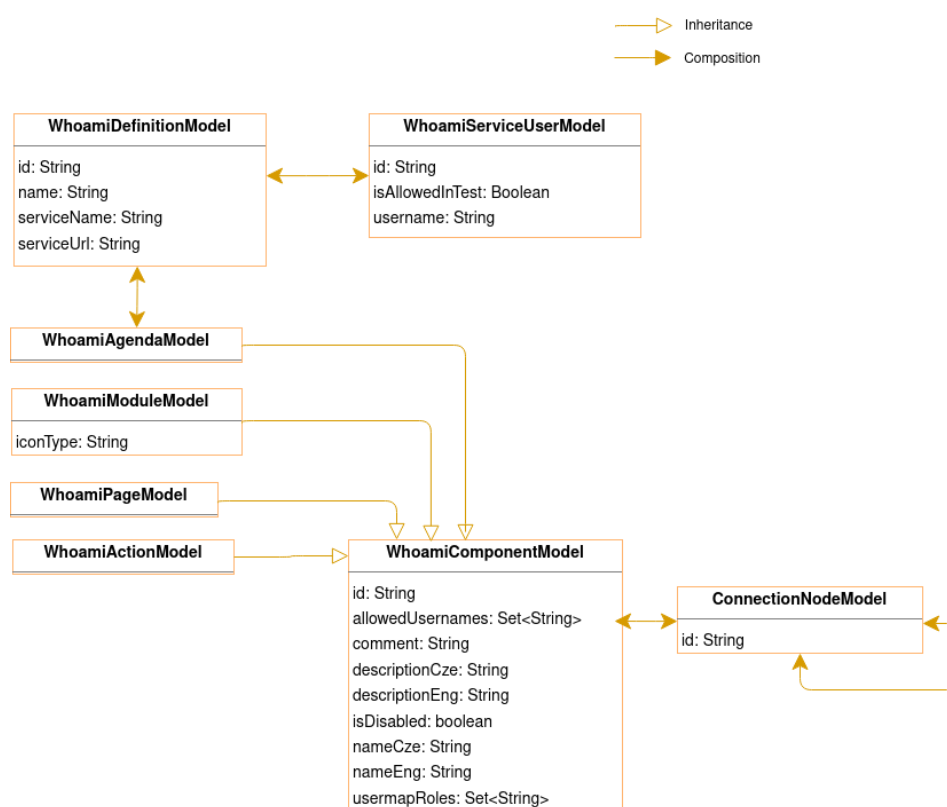 Inheritance
Composition
WhoamiDefinitionModel
id: String
name: String
serviceName: String
serviceUrl: String
WhoamiServiceUserModel
id: String
isAllowedInTest: Boolean
username: String
WhoamiAgendaModel
WhoamiModuleModel
iconType: String
WhoamiPageModel
WhoamiActionModel
WhoamiComponentModel
id: String
allowedUsernames: Set<String>
comment: String
descriptionCze: String
descriptionEng: String
isDisabled: boolean
nameCze: String
nameEng: String
usermapRoles: Set<String>
ConnectionNodeModel
id: String